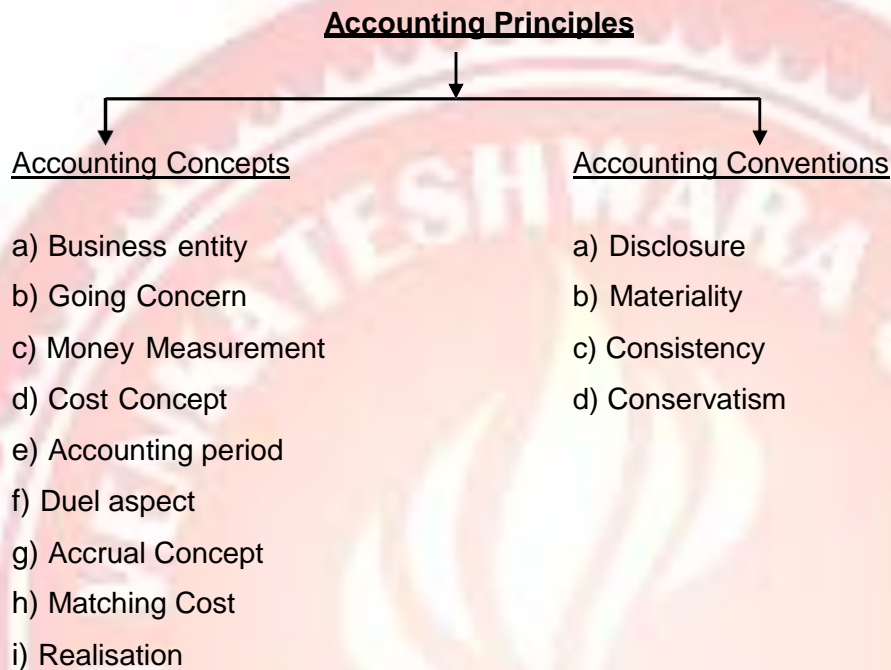 Accounting Principles
Accounting Concepts
a) Business entity
b) Going Concern
c) Money Measurement
d) Cost Concept
e) Accounting period
f) Duel aspect
g) Accrual Concept
h) Matching Cost
i) Realisation
Accounting Conventions
a) Disclosure
b) Materiality
c) Consistency
d) Conservatism